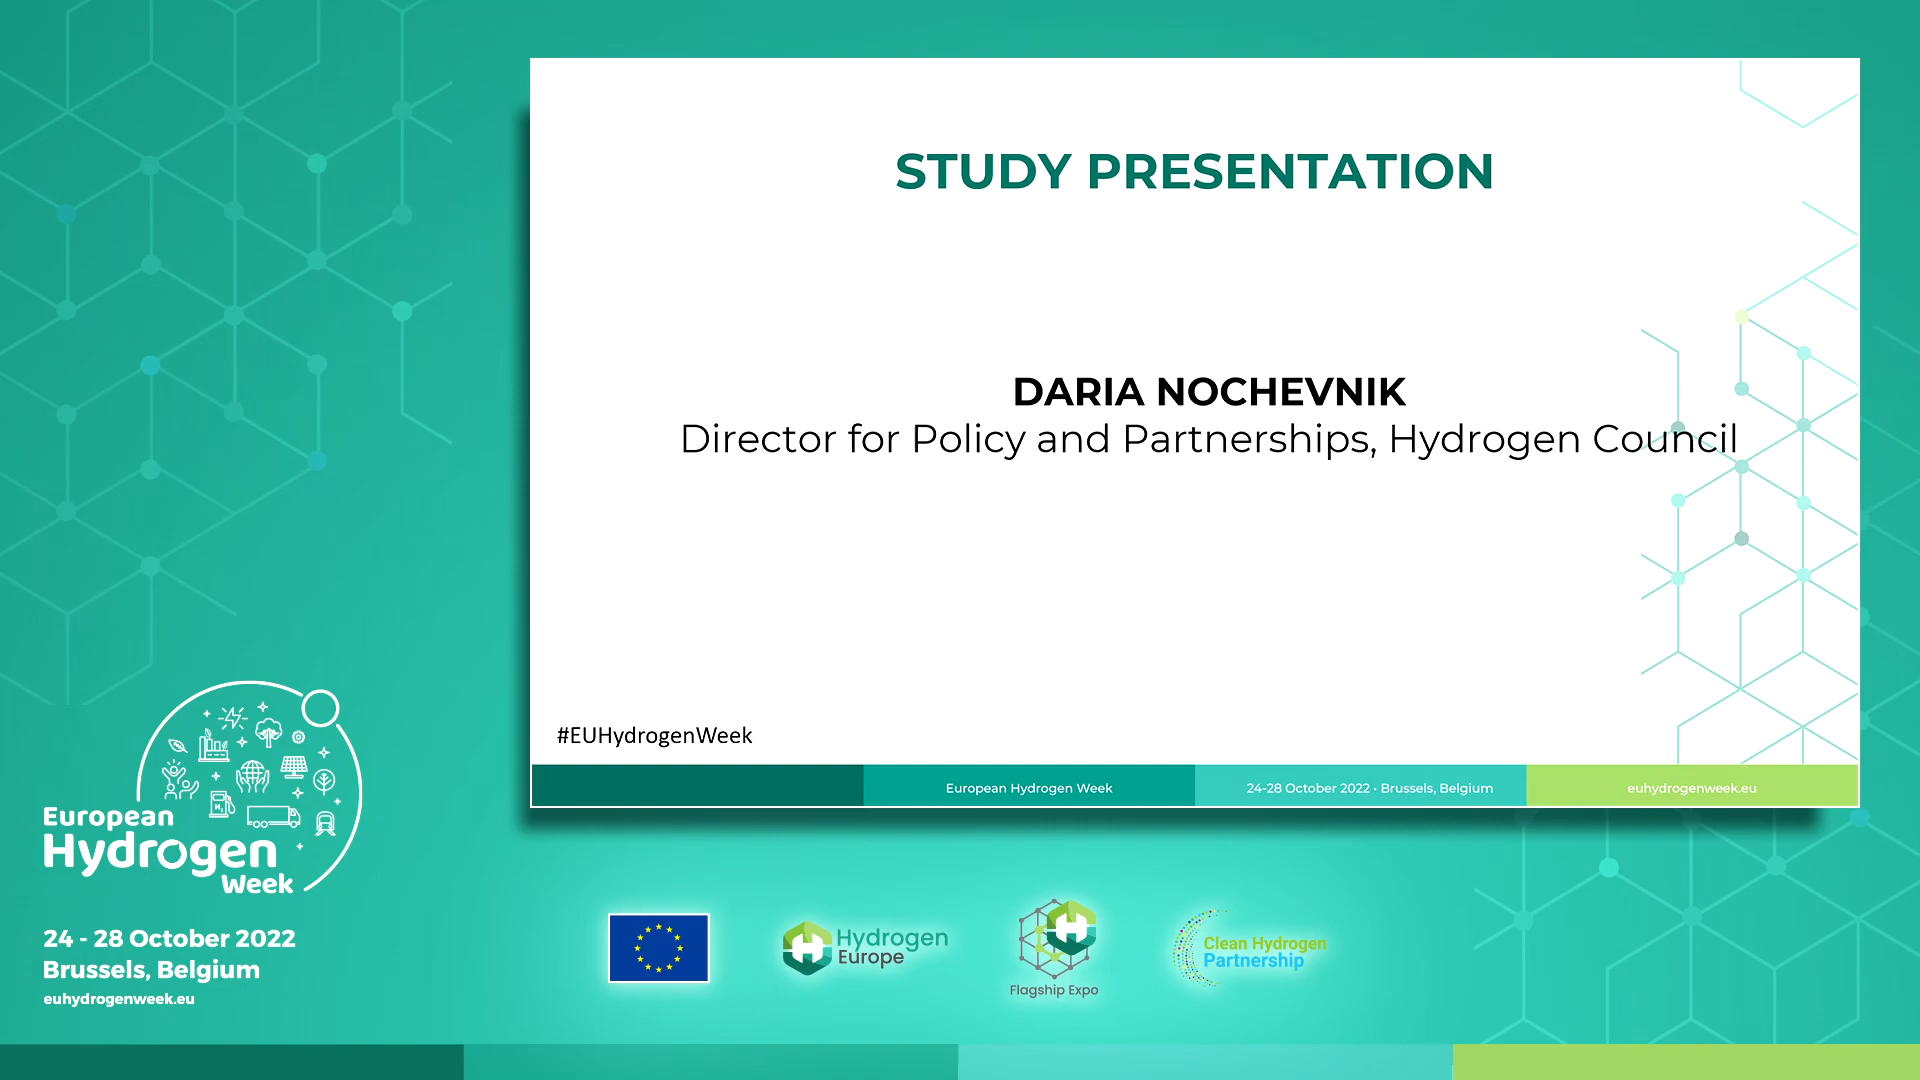 STUDY PRESENTATION
DARIA NOCHEVNIK
Director for Policy and Partnerships, Hydrogen Council
#EUHydrogenWeek
European Hydrogen Week
24-28 October 2022 • Brussels, Belgium
euhydrogenweek.eu
H₂
European
Hydrogen
Week
24 - 28 October 2022
Brussels, Belgium
euhydrogenweek.eu
Hydrogen
Europe
Flagship Expo
Clean Hydrogen
Partnership